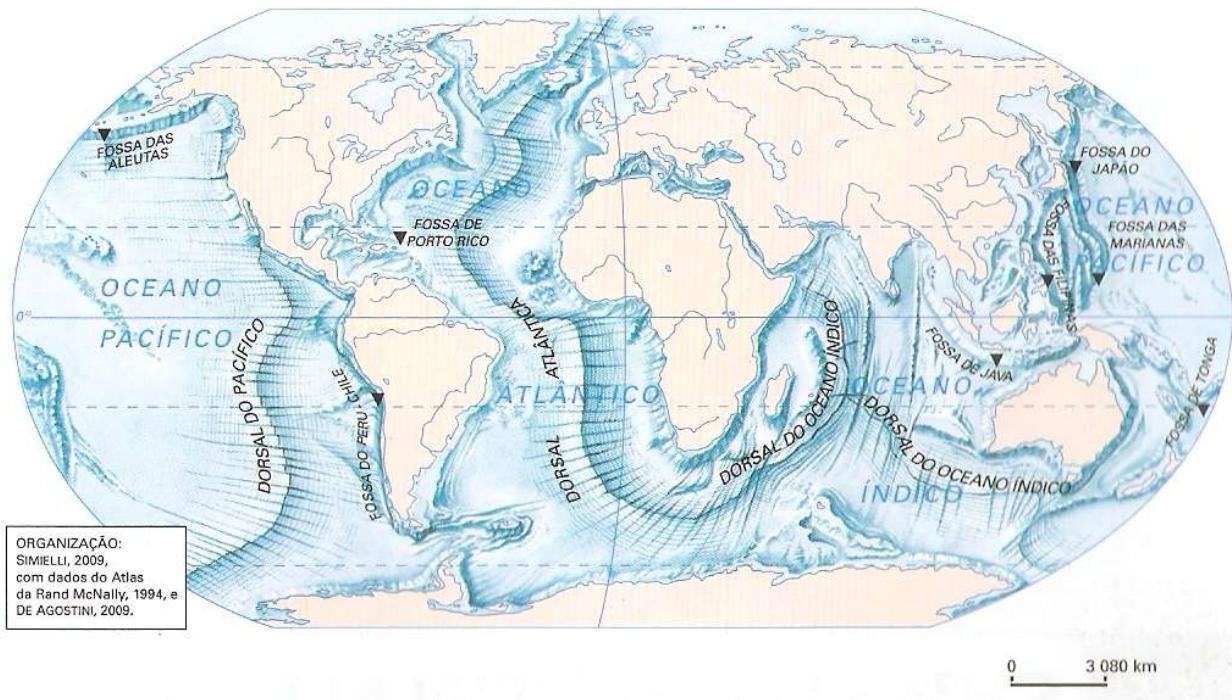 FOSSA DAS
ALEUTAS
OCEANO
PACÍFICO
0°
DORSAL DO PACÍFICO
FOSSA DO PERU, CHILE
FOSSA DE
PORTO RICO
OCEANO
ATLÂNTICO
DORSAL ATLÂNTICA
DORSAL DO OCEANO ÍNDICO
OCEANO
ÍNDICO
DORSAL DO OCEANO ÍNDICO
FOSSA DE JAVA
FOSSA DAS FILIPINAS
FOSSA DO
JAPÃO
OCEANO
PACÍFICO
FOSSA DAS
MARIANAS
FOSSA DE TONGA
ORGANIZAÇÃO:
SIMIELLI, 2009,
com dados do Atlas
da Rand McNally, 1994, e
DE AGOSTINI, 2009.
0 3 080 km